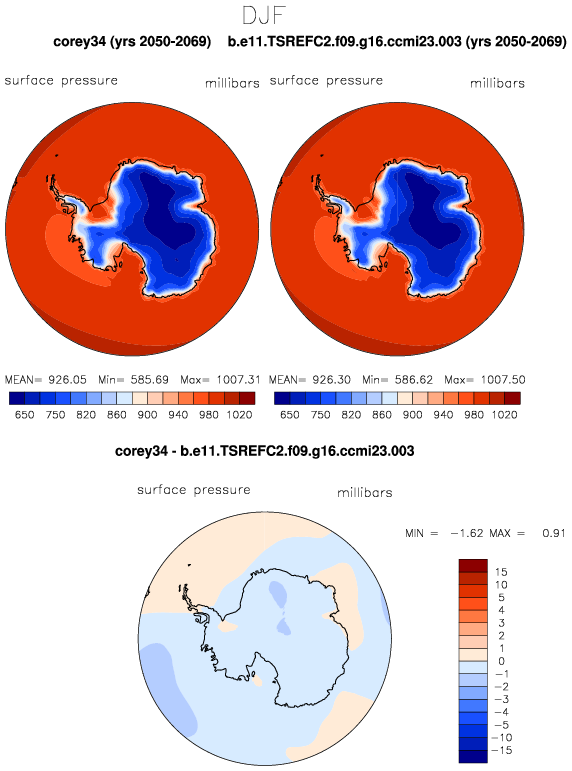 DJF
corey34 (yrs 2050-2069) b.e11.TSREFC2.f09.g16.ccmi23.003 (yrs 2050-2069)
surface pressure millibars surface pressure millibars
MEAN= 926.05 Min= 585.69 Max= 1007.31 MEAN= 926.30 Min= 586.62 Max= 1007.50
650 750 820 860 900 940 980 1020 650 750 820 860 900 940 980 1020
corey34 - b.e11.TSREFC2.f09.g16.ccmi23.003
surface pressure millibars
MIN = -1.62 MAX = 0.91
15
10
5
4
3
2
1
0
-1
-2
-3
-4
-5
-10
-15